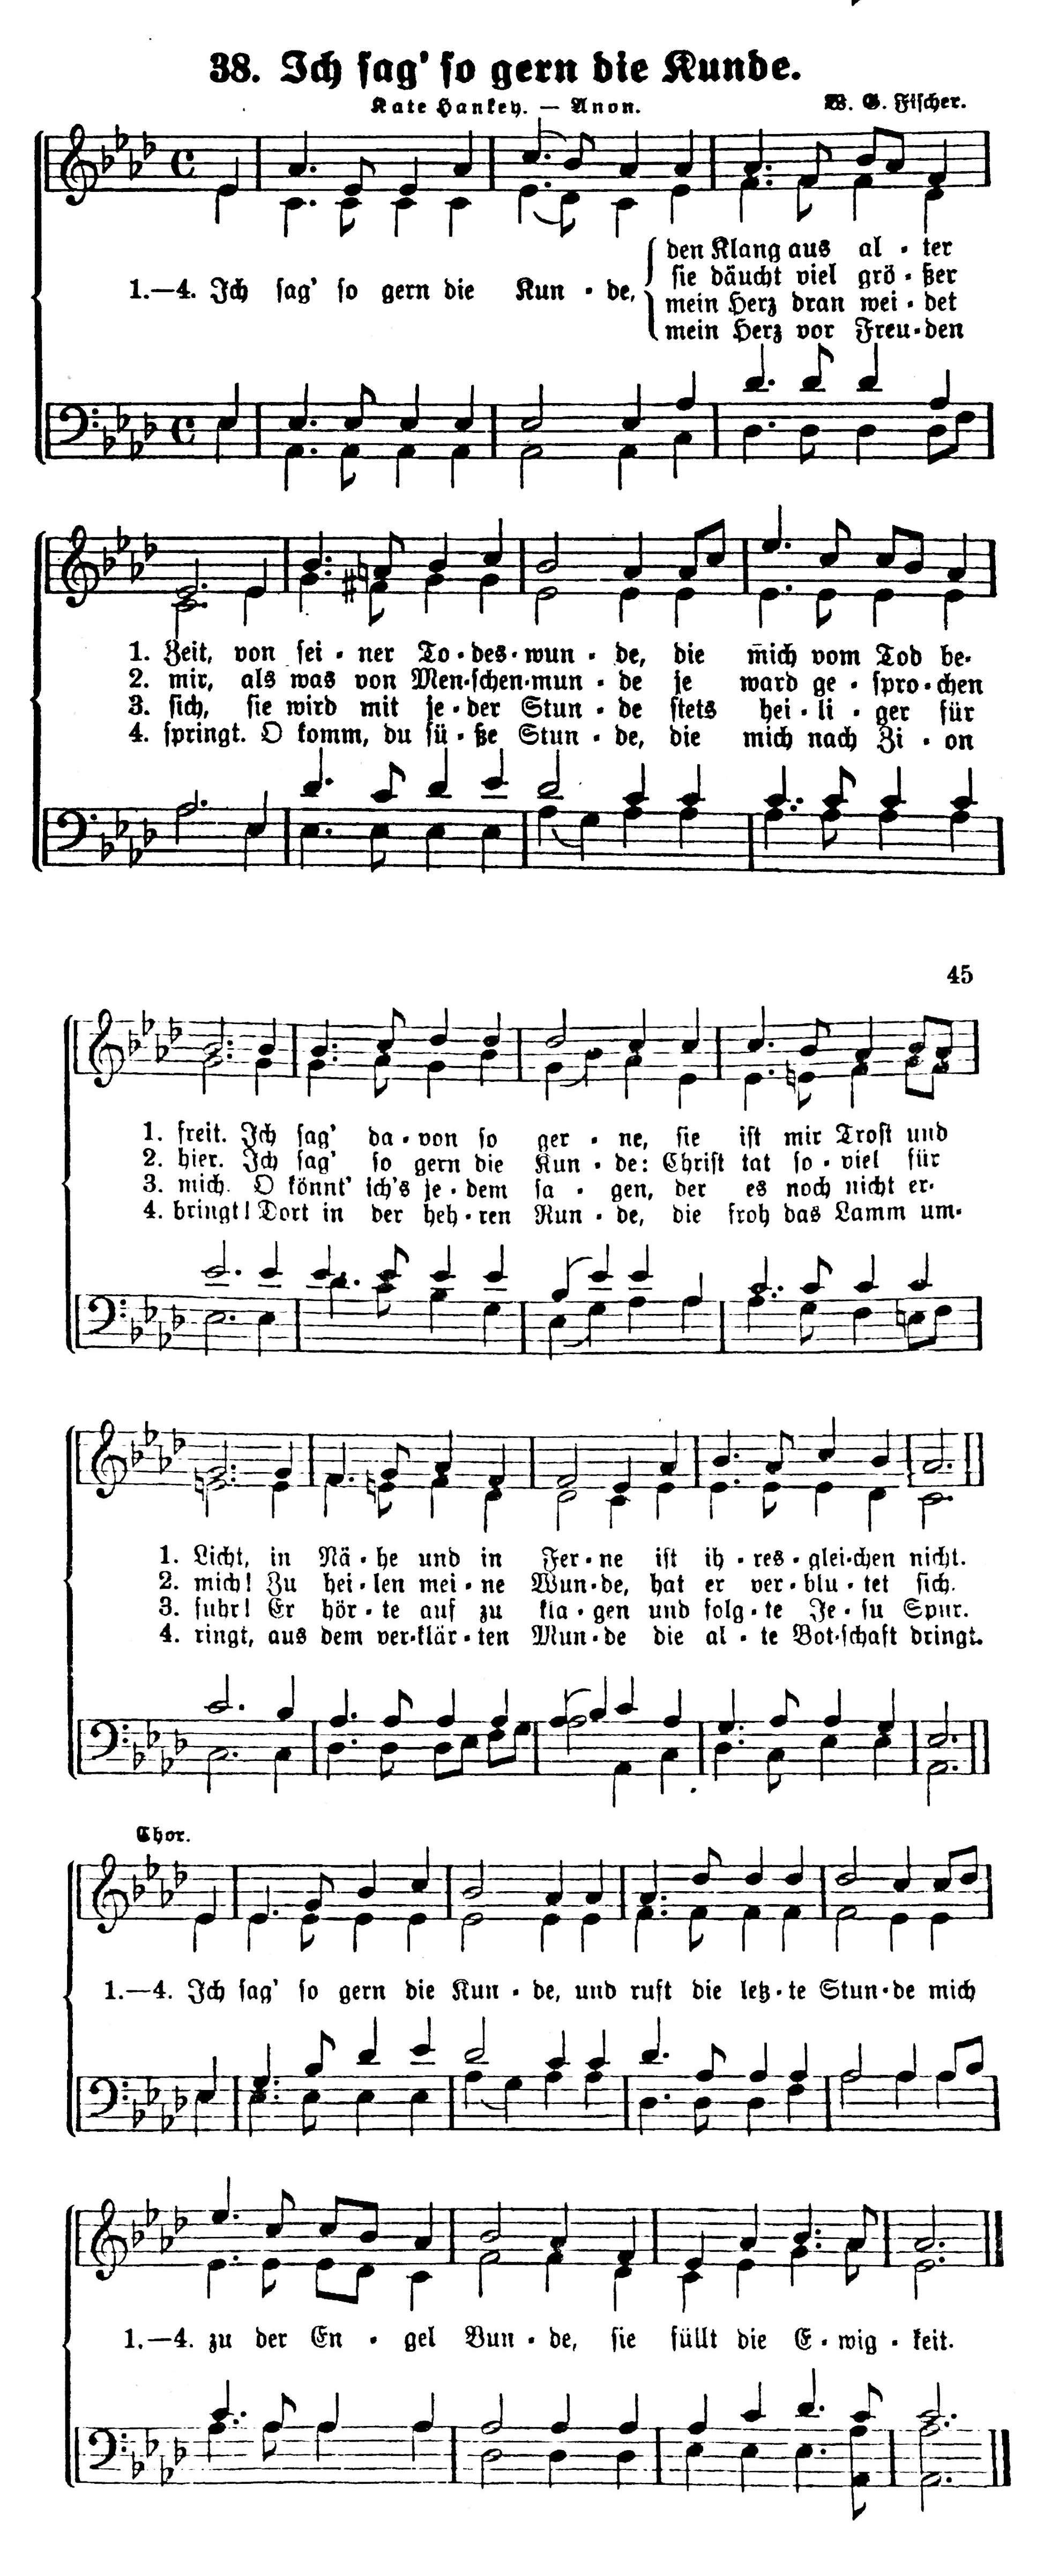 38. Ich sag' so gern die Kunde.
Kate Hankey. — Anon.
W. G. Fischer.
den Klang aus al - ter
sie däucht viel grö - ßer
1.—4. Ich sag' so gern die Kun - de,
mein Herz dran wei - det
mein Herz vor Freu - den
1. Zeit, von sei - ner To - des - wun - de, die mich vom Tod be-
2. mir, als was von Men - schen - mun - de je ward ge - spro - chen
3. sich, sie wird mit je - der Stun - de stets hei - li - ger für
4. springt. O komm, du sü - ße Stun - de, die mich nach Zi - on
45
1. freit. Ich sag' da - von so ger - ne, sie ist mir Trost und
2. hier. Ich sag' so gern die Kun - de: Christ tat so - viel für
3. mich. O könnt' ich's je - dem sa - gen, der es noch nicht er-
4. bringt! Dort in der heh - ren Run - de, die froh das Lamm um-
1. Licht, in Nä - he und in Fer - ne ist ih - res - glei - chen nicht.
2. mich! Zu hei - len mei - ne Wun - de, hat er ver - blu - tet sich.
3. fuhr! Er hör - te auf zu kla - gen und folg - te Je - su Spur.
4. ringt, aus dem ver - klär - ten Mun - de die al - te Bot - schaft dringt.
Chor.
1.—4. Ich sag' so gern die Kun - de, und ruft die letz - te Stun - de mich
1.—4. zu der En - gel Bun - de, sie füllt die E - wig - keit.